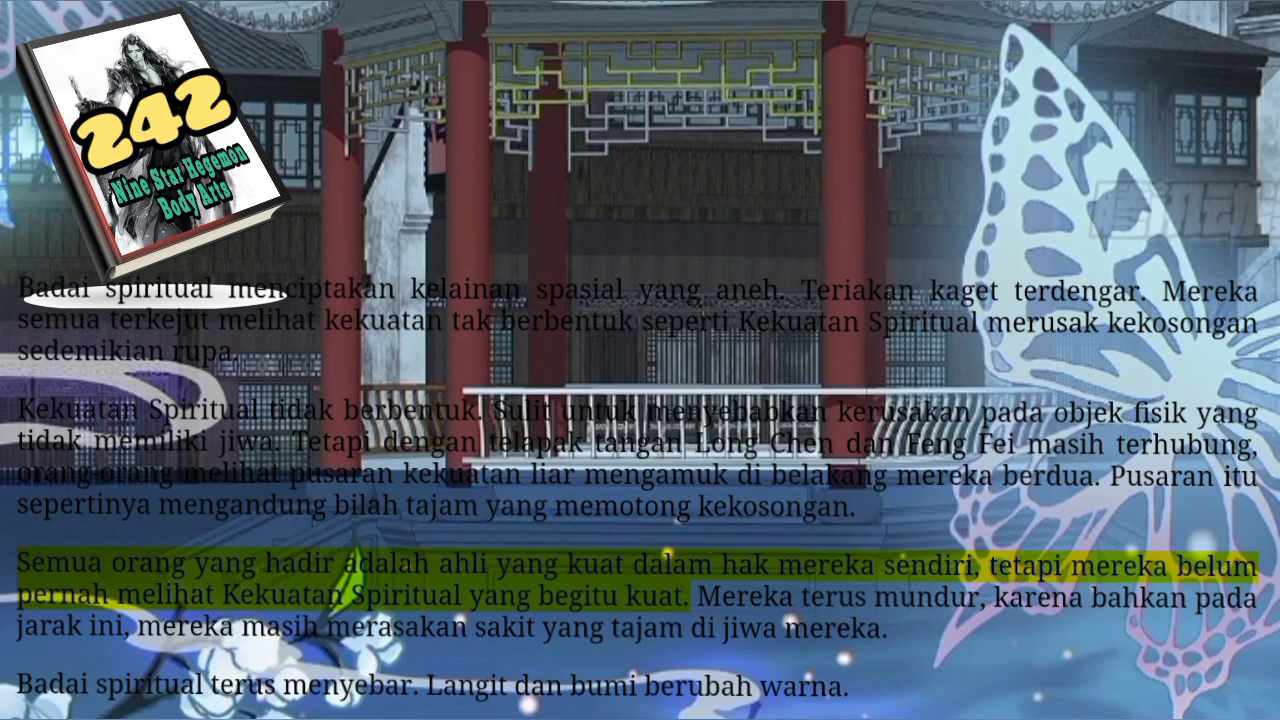 242
Nine Star Hegemon
Body Arts
Badai spiritual menciptakan kelainan spasial yang aneh. Teriakan kaget terdengar. Mereka
semua terkejut melihat kekuatan tak berbentuk seperti Kekuatan Spiritual merusak kekosongan
sedemikian rupa.
Kekuatan Spiritual tidak berbentuk. Sulit untuk menyebabkan kerusakan pada objek fisik yang
tidak memiliki jiwa. Tetapi dengan telapak tangan Long Chen dan Feng Fei masih terhubung,
orang-orang melihat pusaran kekuatan liar mengamuk di belakang mereka berdua. Pusaran itu
sepertinya mengandung bilah tajam yang memotong kekosongan.
Semua orang yang hadir adalah ahli yang kuat dalam hak mereka sendiri, tetapi mereka belum
pernah melihat Kekuatan Spiritual yang begitu kuat. Mereka terus mundur, karena bahkan pada
jarak ini, mereka masih merasakan sakit yang tajam di jiwa mereka.
Badai spiritual terus menyebar. Langit dan bumi berubah warna.